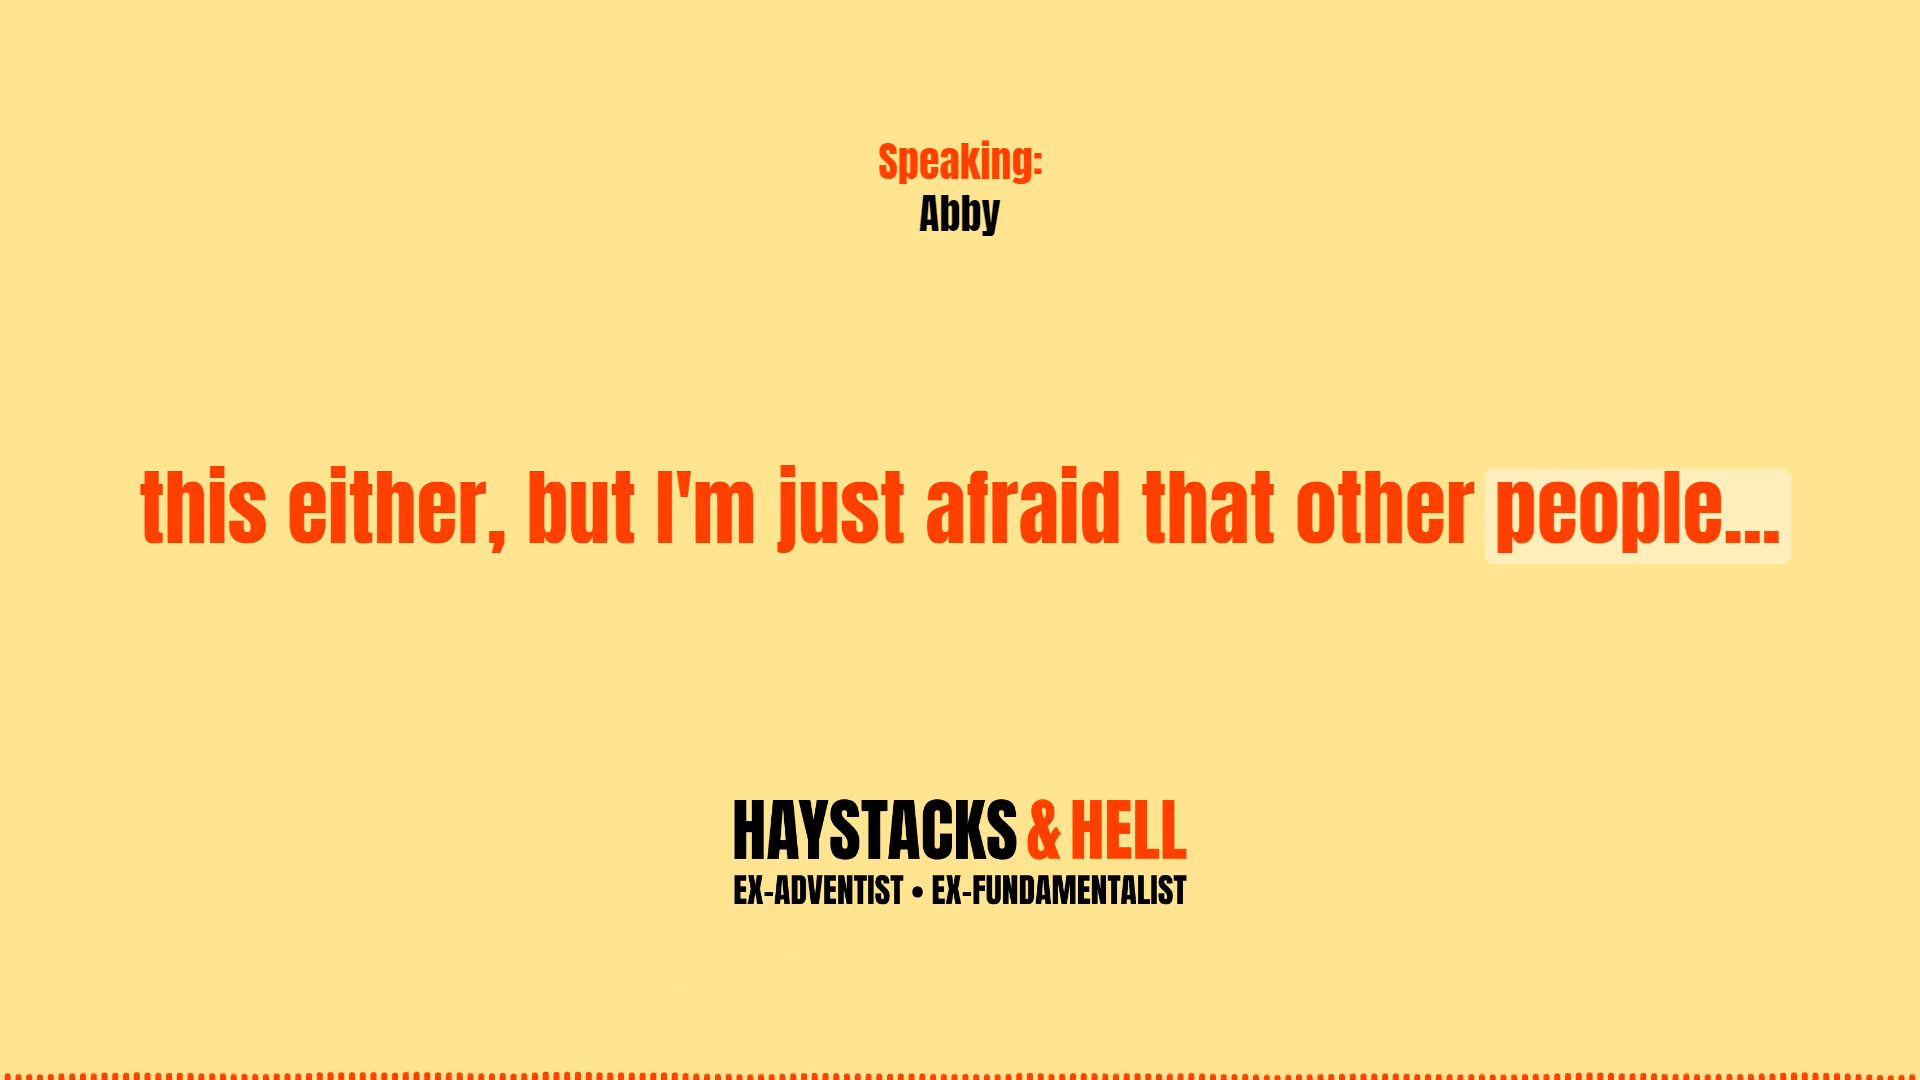 Speaking:
Abby
this either, but I'm just afraid that other people...
HAYSTACKS & HELL
EX-ADVENTIST • EX-FUNDAMENTALIST